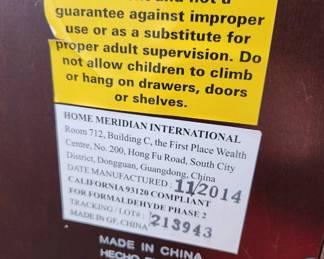 not a
guarantee against improper
use or as a substitute for
proper adult supervision. Do
not allow children to climb
or hang on drawers, doors
or shelves.
HOME MERIDIAN INTERNATIONAL
Room 712, Building C, the First Place Wealth
Centre, No. 200, Hong Fu Road, South City
District, Dongguan, Guangdong, China
DATE MANUFACTURED : 11/2014
CALIFORNIA 93120 COMPLIANT
FOR FORMALDEHYDE PHASE 2
TRACKING / LOT# : 213943
MADE IN GF, CHINA
MADE IN CHINA
HECHO